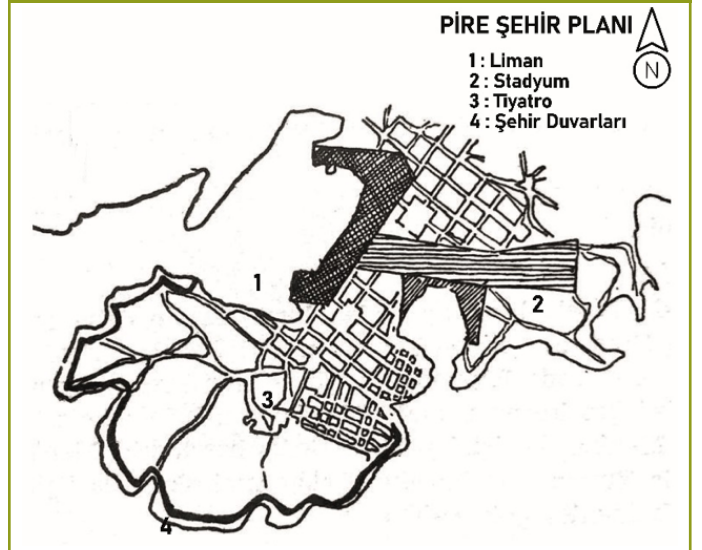 PİRE ŞEHİR PLANI
N
1 : Liman
2 : Stadyum
3 : Tiyatro
4 : Şehir Duvarları
1
2
3
4